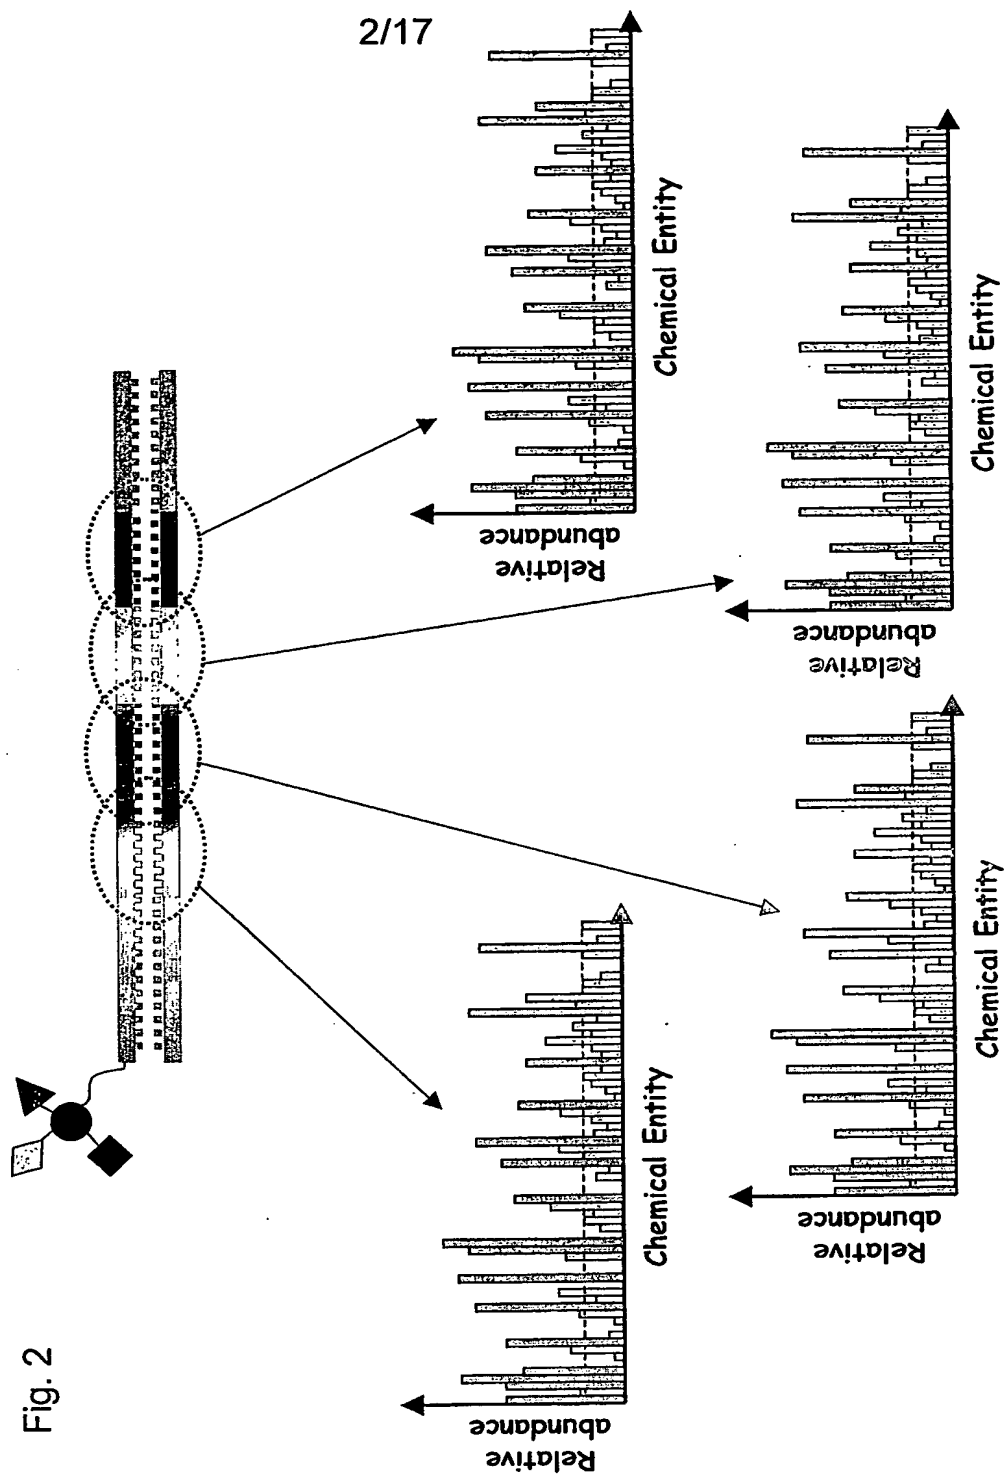 2/17
Fig. 2
Relative
abundance
Chemical Entity
Relative
abundance
Chemical Entity
Relative
abundance
Chemical Entity
Relative
abundance
Chemical Entity